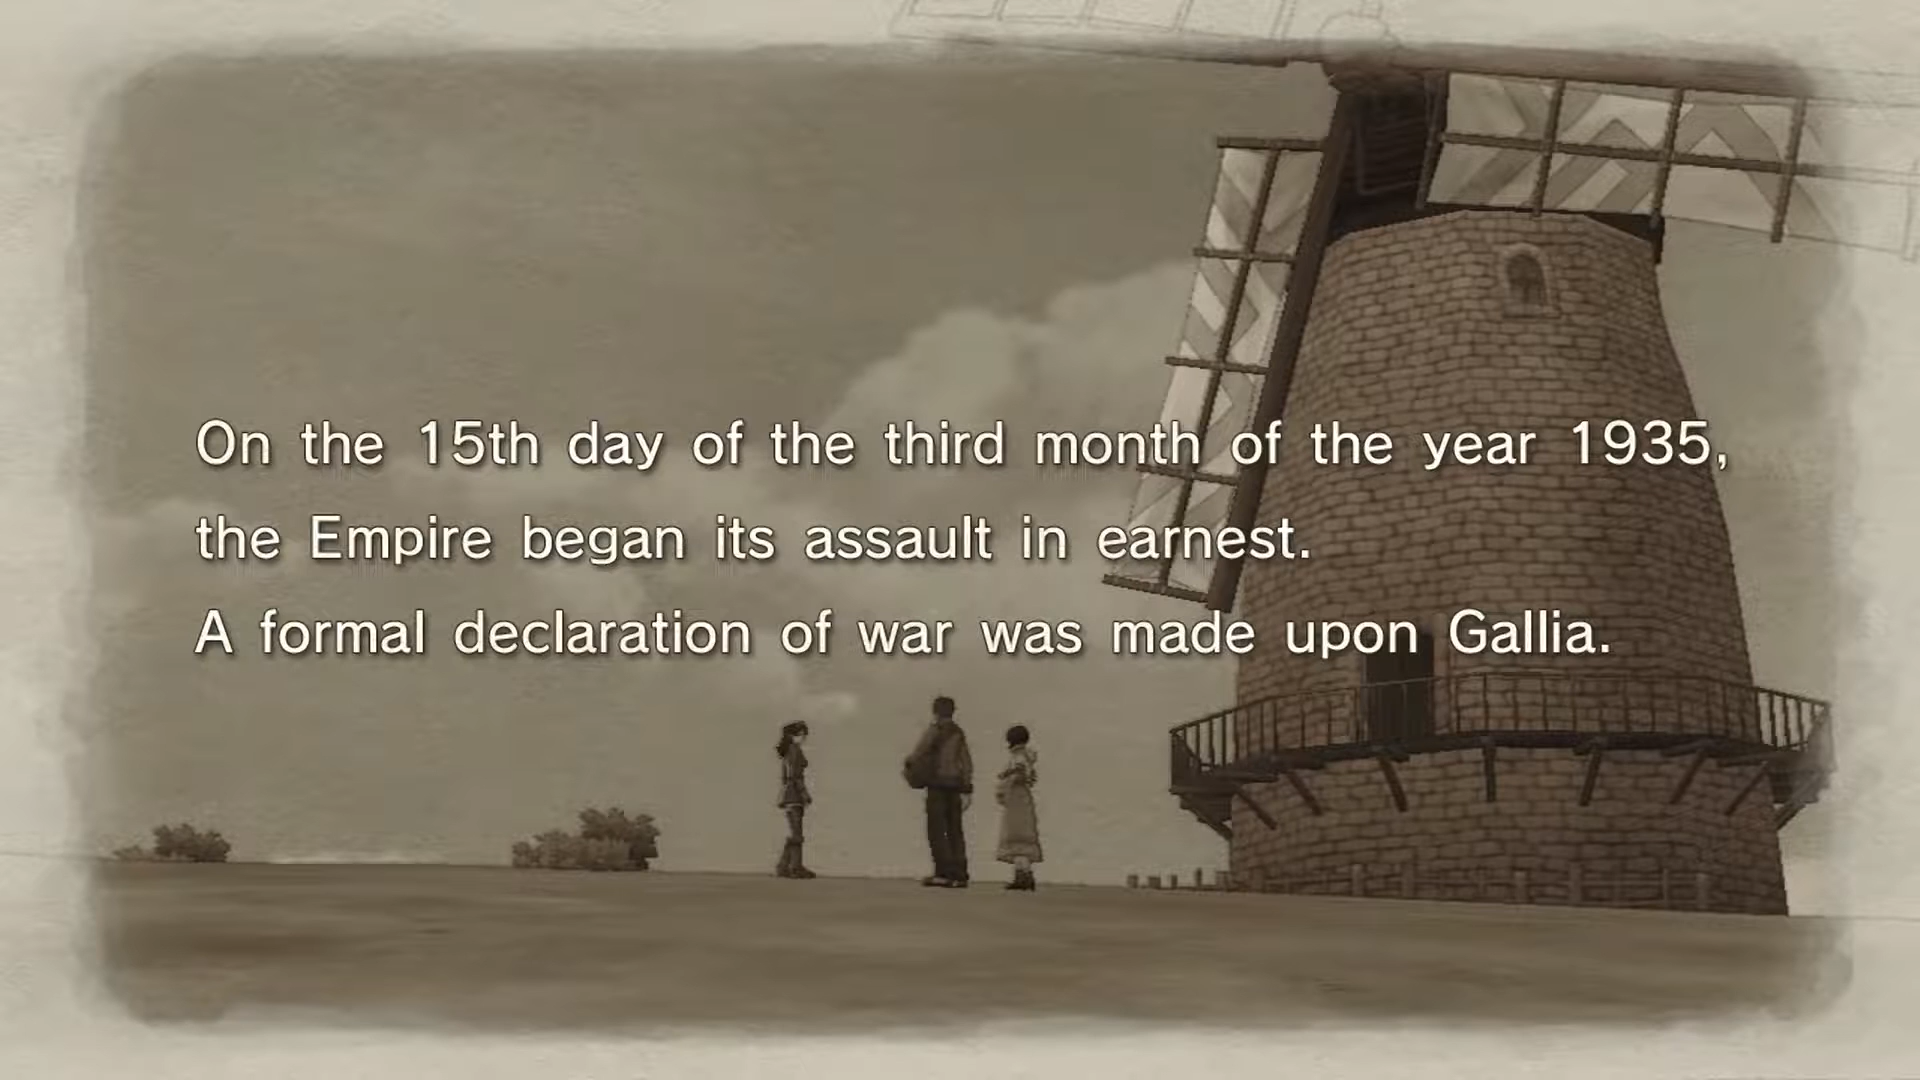 On the 15th day of the third month of the year 1935,
the Empire began its assault in earnest.
A formal declaration of war was made upon Gallia.